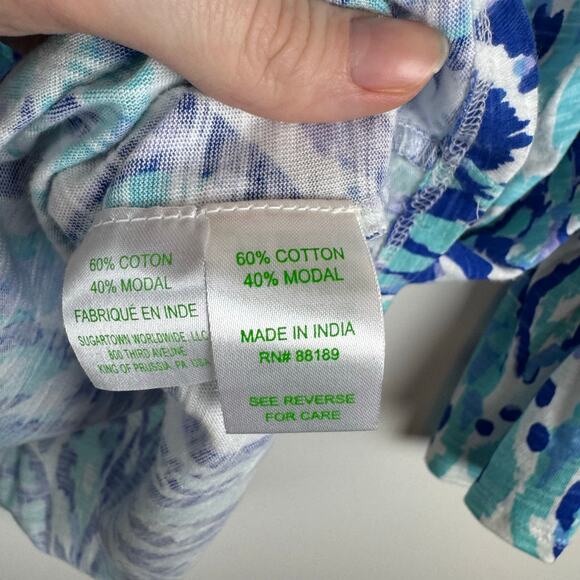 60% COTON
40% MODAL
FABRIQUÉ EN INDE
SUGARTOWN WORLDWIDE, LLC
800 THIRD AVELINE
KING OF PRUSSIA, PA USA
60% COTTON
40% MODAL
MADE IN INDIA
RN# 88189
SEE REVERSE
FOR CARE